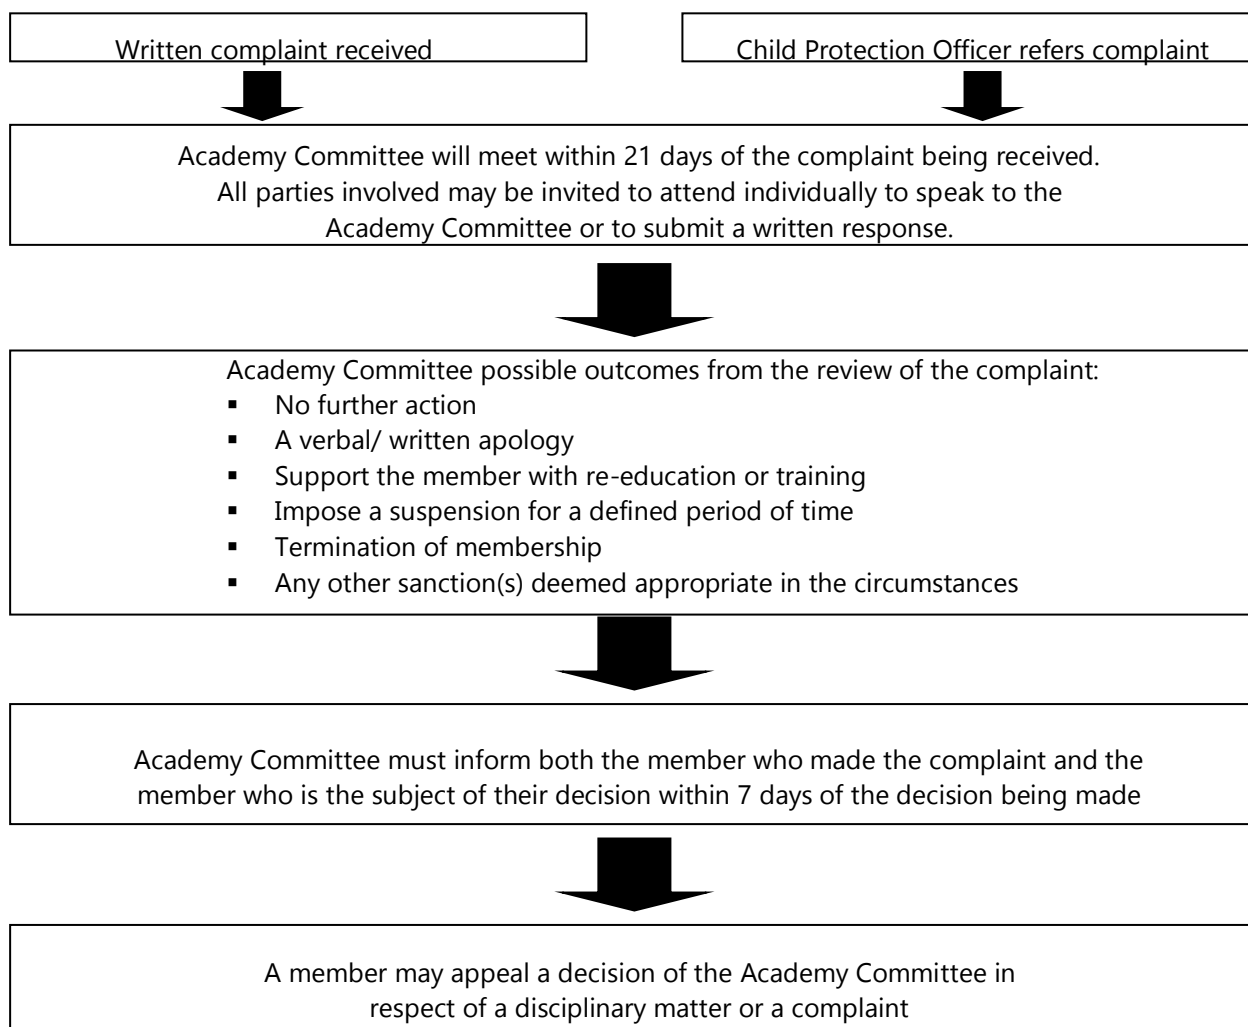 Written complaint received
Child Protection Officer refers complaint
Academy Committee will meet within 21 days of the complaint being received.
All parties involved may be invited to attend individually to speak to the
Academy Committee or to submit a written response.
Academy Committee possible outcomes from the review of the complaint:
▪ No further action
▪ A verbal/ written apology
▪ Support the member with re-education or training
▪ Impose a suspension for a defined period of time
▪ Termination of membership
▪ Any other sanction(s) deemed appropriate in the circumstances
Academy Committee must inform both the member who made the complaint and the
member who is the subject of their decision within 7 days of the decision being made
A member may appeal a decision of the Academy Committee in
respect of a disciplinary matter or a complaint